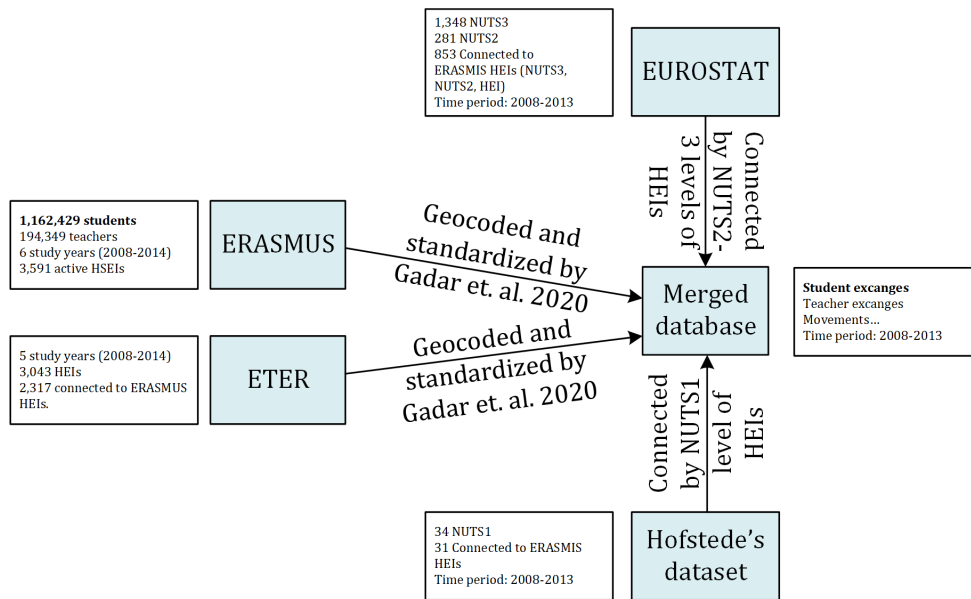 1,348 NUTS3
281 NUTS2
853 Connected to
ERASMIS HEIs (NUTS3,
NUTS2, HEI)
Time period: 2008-2013
EUROSTAT
Connected
by NUTS2-
3 levels of
HEIs
1,162,429 students
194,349 teachers
6 study years (2008-2014)
3,591 active HSEIs
ERASMUS
Geocoded and
standardized by
Gadar et. al. 2020
Merged
database
Student excanges
Teacher excanges
Movements...
Time period: 2008-2013
5 study years (2008-2014)
3,043 HEIs
2,317 connected to ERASMUS
HEIs.
ETER
Geocoded and
standardized by
Gadar et. al. 2020
Connected
by NUTS1
level of
HEIs
34 NUTS1
31 Connected to ERASMIS
HEIs
Time period: 2008-2013
Hofstede's
dataset